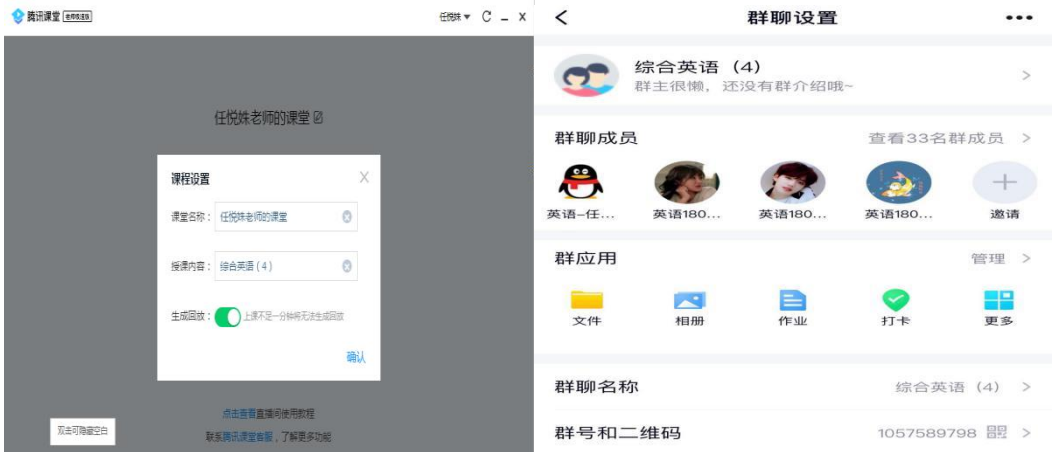 腾讯课堂 老师极速版
任悦姝
任悦姝老师的课堂
课程设置
课堂名称： 任悦姝老师的课堂
授课内容： 综合英语(4)
生成回放： 上课不足一分钟将无法生成回放
确认
点击查看直播间使用教程
双击可隐藏空白
联系腾讯课堂客服，了解更多功能
群聊设置
综合英语（4）
群主很懒，还没有群介绍哦~
群聊成员 查看33名群成员
英语-任... 英语180... 英语180... 英语180... 邀请
群应用 管理
文件 相册 作业 打卡 更多
群聊名称 综合英语（4）
群号和二维码 1057589798